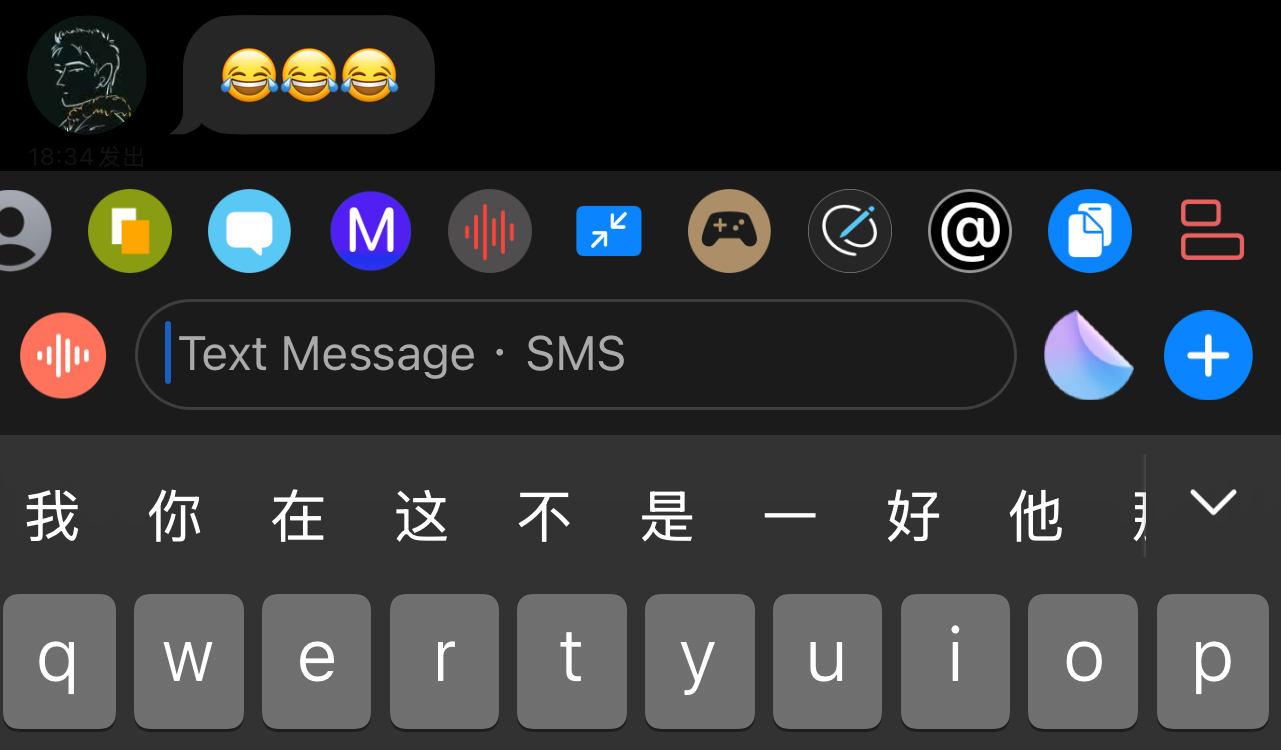 😂😂😂
18:34 发出
M @
Text Message · SMS
我 你 在 这 不 是 一 好 他
q w e r t y u i o p